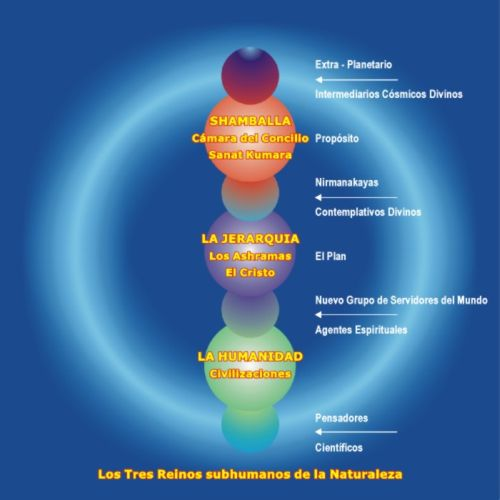 Extra - Planetario
Intermediarios Cósmicos Divinos
SHAMBALLA
Cámara del Concilio
Sanat Kumara
Propósito
Nirmanakayas
Contemplativos Divinos
LA JERARQUIA
Los Ashramas
El Cristo
El Plan
Nuevo Grupo de Servidores del Mundo
Agentes Espirituales
LA HUMANIDAD
Civilizaciones
Pensadores
Científicos
Los Tres Reinos subhumanos de la Naturaleza